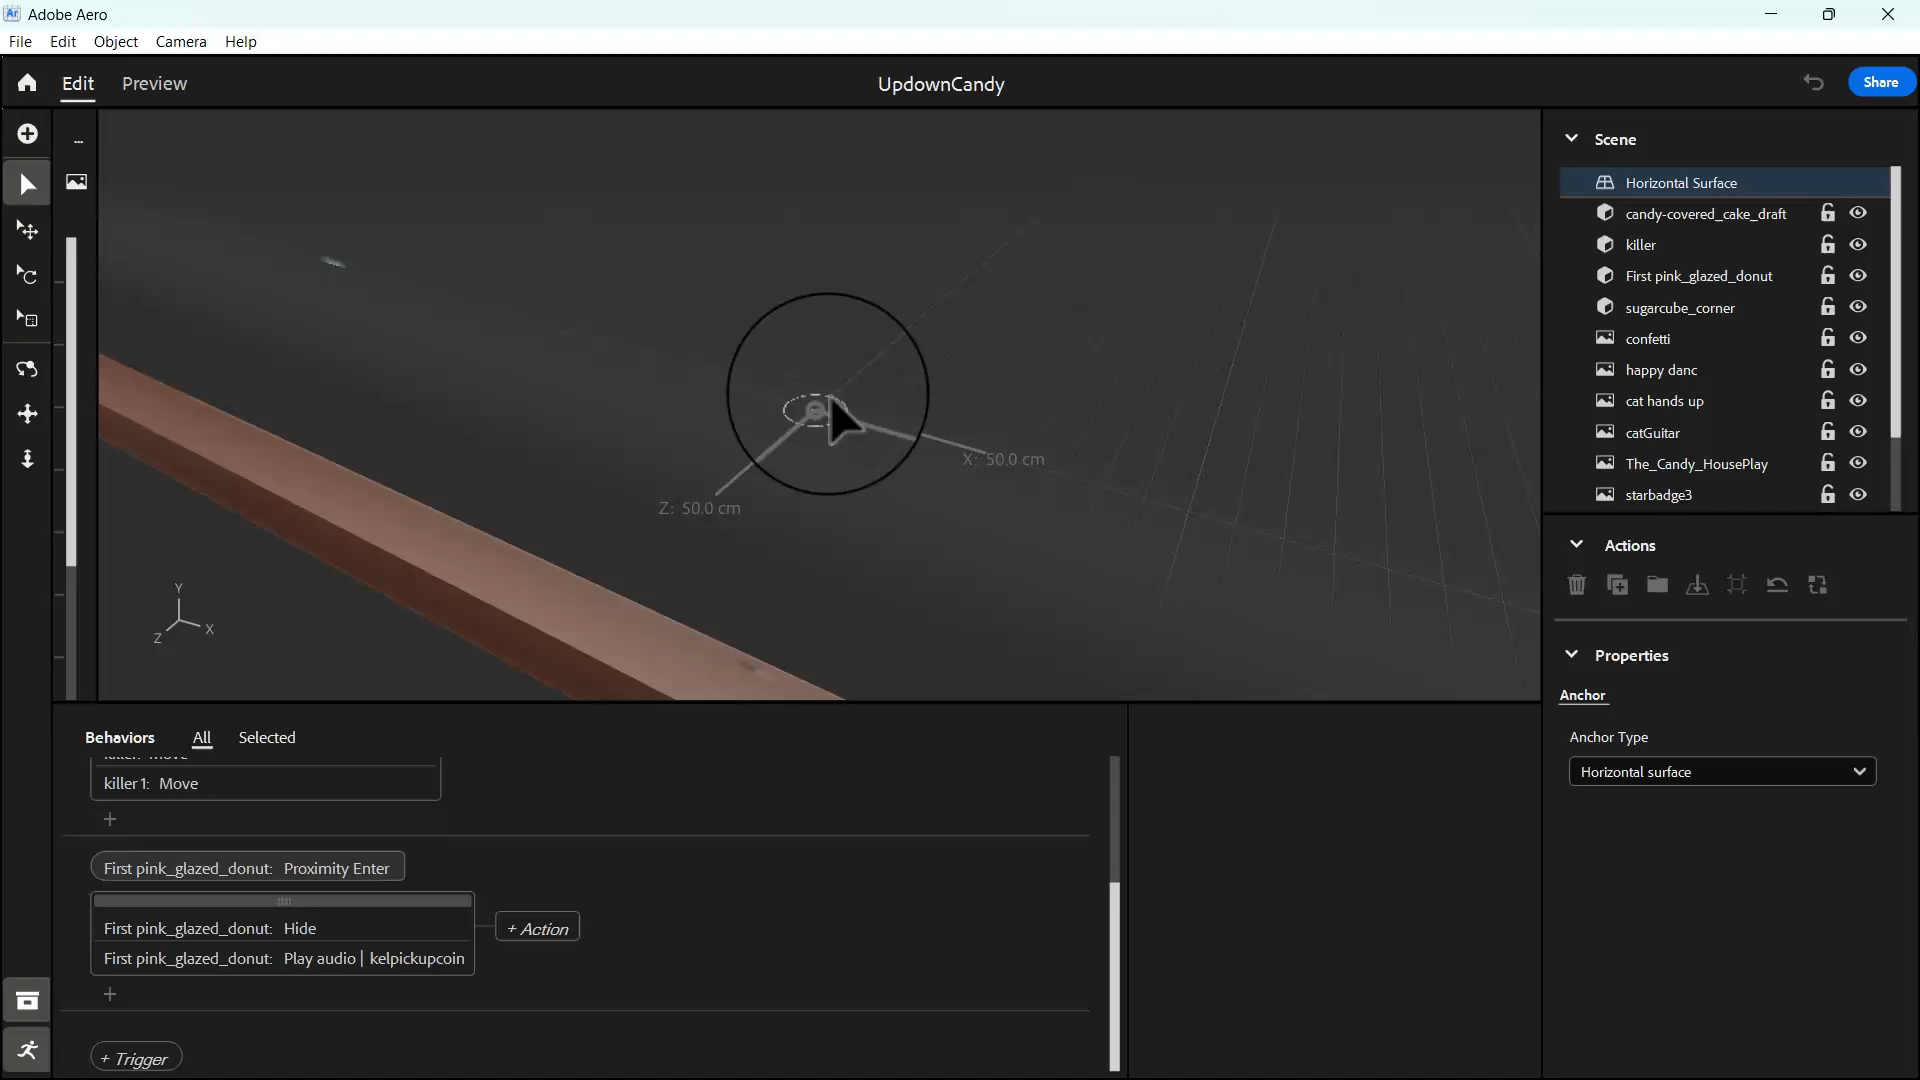 Adobe Aero
File Edit Object Camera Help
Edit Preview UpdownCandy Share
Scene
Horizontal Surface
candy-covered_cake_draft
killer
First pink_glazed_donut
sugarcube_corner
confetti
happy danc
cat hands up
catGuitar
The_Candy_HousePlay
starbadge3
X: 50.0 cm
Z: 50.0 cm
Y
Z
X
Actions
Properties
Anchor
Anchor Type
Horizontal surface
Behaviors All Selected
killer: Move
killer1: Move
First pink_glazed_donut: Proximity Enter
First pink_glazed_donut: Hide
+ Action
First pink_glazed_donut: Play audio | kelpickupcoin
+ Trigger